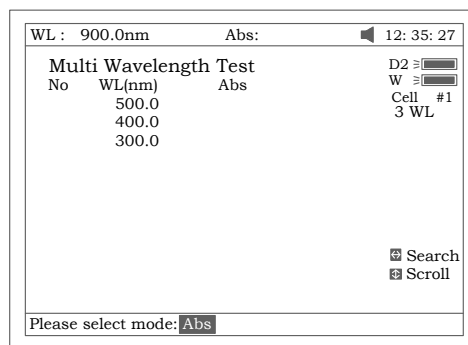 WL : 900.0nm Abs: 12: 35: 27
Multi Wavelength Test
No WL(nm) Abs
500.0
400.0
300.0
D2
W
Cell #1
3 WL
Search
Scroll
Please select mode: Abs